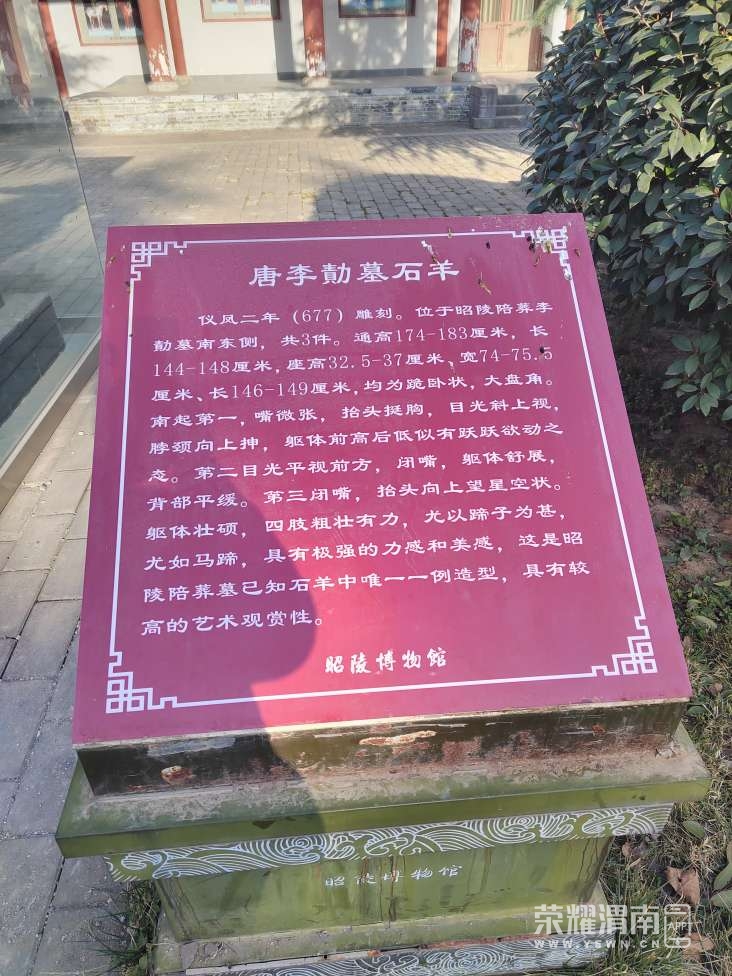 唐李勣墓石羊
仪凤二年（677）雕刻。位于昭陵陪葬李
勣墓南东侧，共3件。通高174-183厘米，长
144-148厘米，座高32.5-37厘米、宽74-75.5
厘米、长146-149厘米，均为跪卧状，大盘角。
南起第一，嘴微张，抬头挺胸，目光斜上视，
脖颈向上抻，躯体前高后低似有跃跃欲动之
态。第二目光平视前方，闭嘴，躯体舒展，
背部平缓。第三闭嘴，抬头向上望星空状。
躯体壮硕，四肢粗壮有力，尤以蹄子为甚，
尤如马蹄，具有极强的力感和美感，这是昭
陵陪葬墓已知石羊中唯一一例造型，具有较
高的艺术观赏性。
昭陵博物馆
昭陵博物馆
荣耀渭南 APP
WWW.YSWN.CN